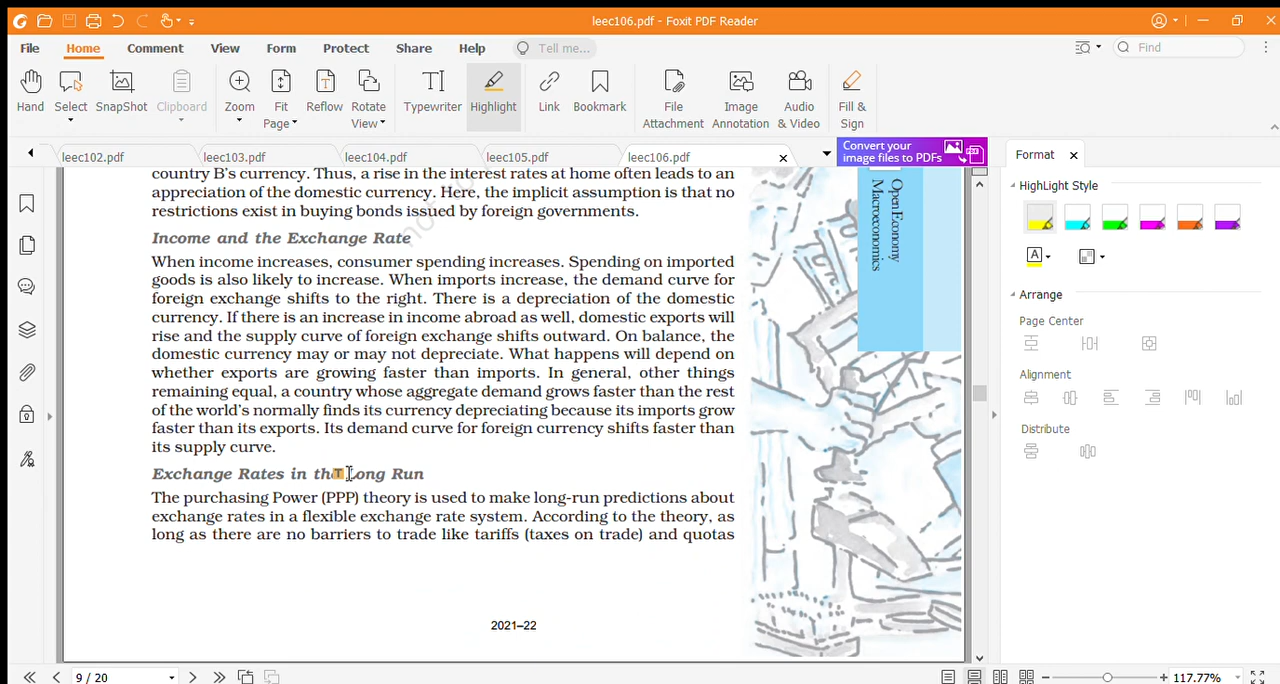 leec106.pdf - Foxit PDF Reader
File Home Comment View Form Protect Share Help Tell me... Find
Hand Select SnapShot Clipboard Zoom Fit Page Reflow Rotate View Typewriter Highlight Link Bookmark File Attachment Image Annotation Audio & Video Fill & Sign
leec102.pdf leec103.pdf leec104.pdf leec105.pdf leec106.pdf
Convert your
image files to PDFs
country B's currency. Thus, a rise in the interest rates at home often leads to an
appreciation of the domestic currency. Here, the implicit assumption is that no
restrictions exist in buying bonds issued by foreign governments.
Income and the Exchange Rate
When income increases, consumer spending increases. Spending on imported
goods is also likely to increase. When imports increase, the demand curve for
foreign exchange shifts to the right. There is a depreciation of the domestic
currency. If there is an increase in income abroad as well, domestic exports will
rise and the supply curve of foreign exchange shifts outward. On balance, the
domestic currency may or may not depreciate. What happens will depend on
whether exports are growing faster than imports. In general, other things
remaining equal, a country whose aggregate demand grows faster than the rest
of the world's normally finds its currency depreciating because its imports grow
faster than its exports. Its demand curve for foreign currency shifts faster than
its supply curve.
Exchange Rates in the Long Run
The purchasing Power (PPP) theory is used to make long-run predictions about
exchange rates in a flexible exchange rate system. According to the theory, as
long as there are no barriers to trade like tariffs (taxes on trade) and quotas
2021–22
Open Economy
Macroeconomics
not
Format
HighLight Style
Arrange
Page Center
Alignment
Distribute
9 / 20
117.77%